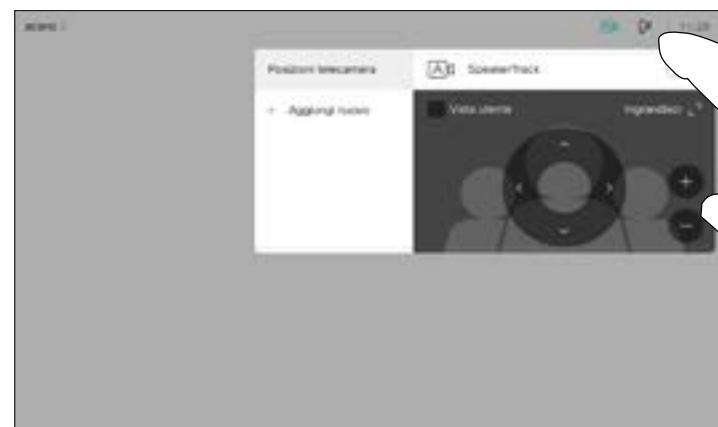 Posizioni telecamera
SpeakerTrack
+ Aggiungi nuovo
Vista utente
Ingrandisci